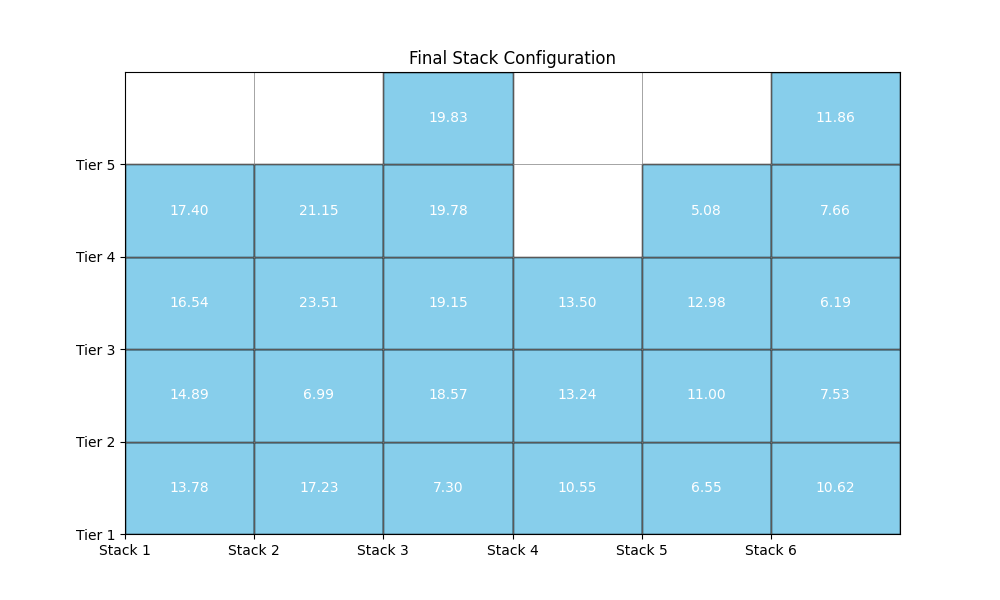 Final Stack Configuration
19.83 11.86
Tier 5
17.40 21.15 19.78 5.08 7.66
Tier 4
16.54 23.51 19.15 13.50 12.98 6.19
Tier 3
14.89 6.99 18.57 13.24 11.00 7.53
Tier 2
13.78 17.23 7.30 10.55 6.55 10.62
Tier 1
Stack 1 Stack 2 Stack 3 Stack 4 Stack 5 Stack 6